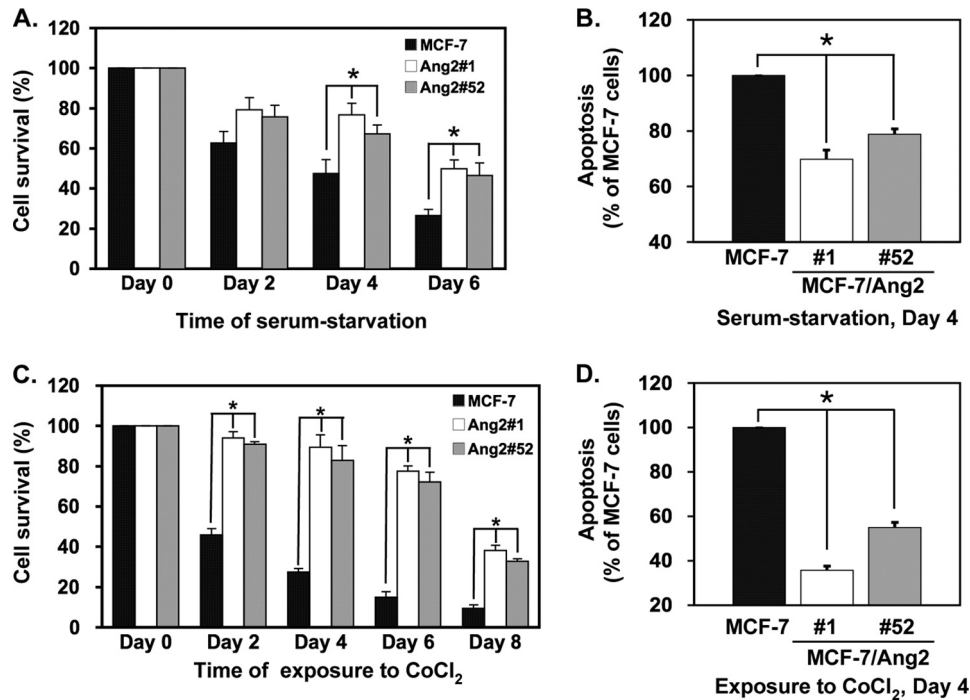 A.
Cell survival (%)
120
100
80
60
40
20
0
MCF-7
Ang2#1
Ang2#52
*
*
Day 0 Day 2 Day 4 Day 6
Time of serum-starvation
B.
Apoptosis
(% of MCF-7 cells)
120
100
80
60
40
*
MCF-7 #1 #52
MCF-7/Ang2
Serum-starvation, Day 4
C.
Cell survival (%)
120
100
80
60
40
20
0
MCF-7
Ang2#1
Ang2#52
*
*
*
*
Day 0 Day 2 Day 4 Day 6 Day 8
Time of exposure to CoCl₂
D.
Apoptosis
(% of MCF-7 cells)
120
100
80
60
40
20
*
MCF-7 #1 #52
MCF-7/Ang2
Exposure to CoCl₂, Day 4